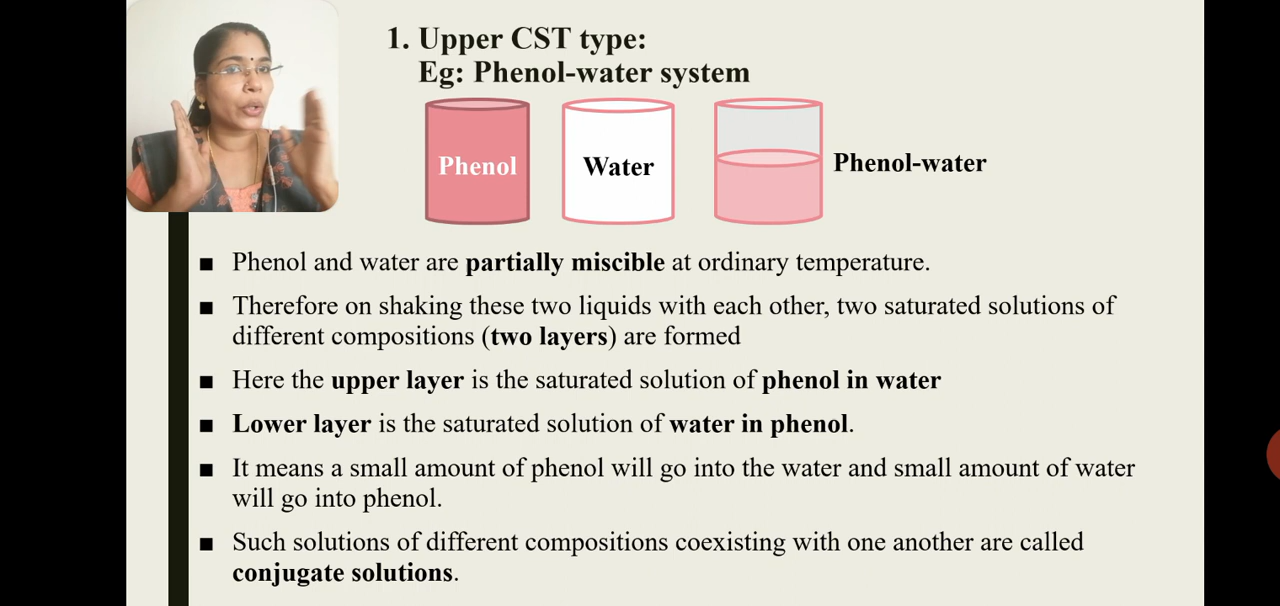 1. Upper CST type:
Eg: Phenol-water system
Phenol
Water
Phenol-water
■ Phenol and water are partially miscible at ordinary temperature.
■ Therefore on shaking these two liquids with each other, two saturated solutions of
different compositions (two layers) are formed
■ Here the upper layer is the saturated solution of phenol in water
■ Lower layer is the saturated solution of water in phenol.
■ It means a small amount of phenol will go into the water and small amount of water
will go into phenol.
■ Such solutions of different compositions coexisting with one another are called
conjugate solutions.